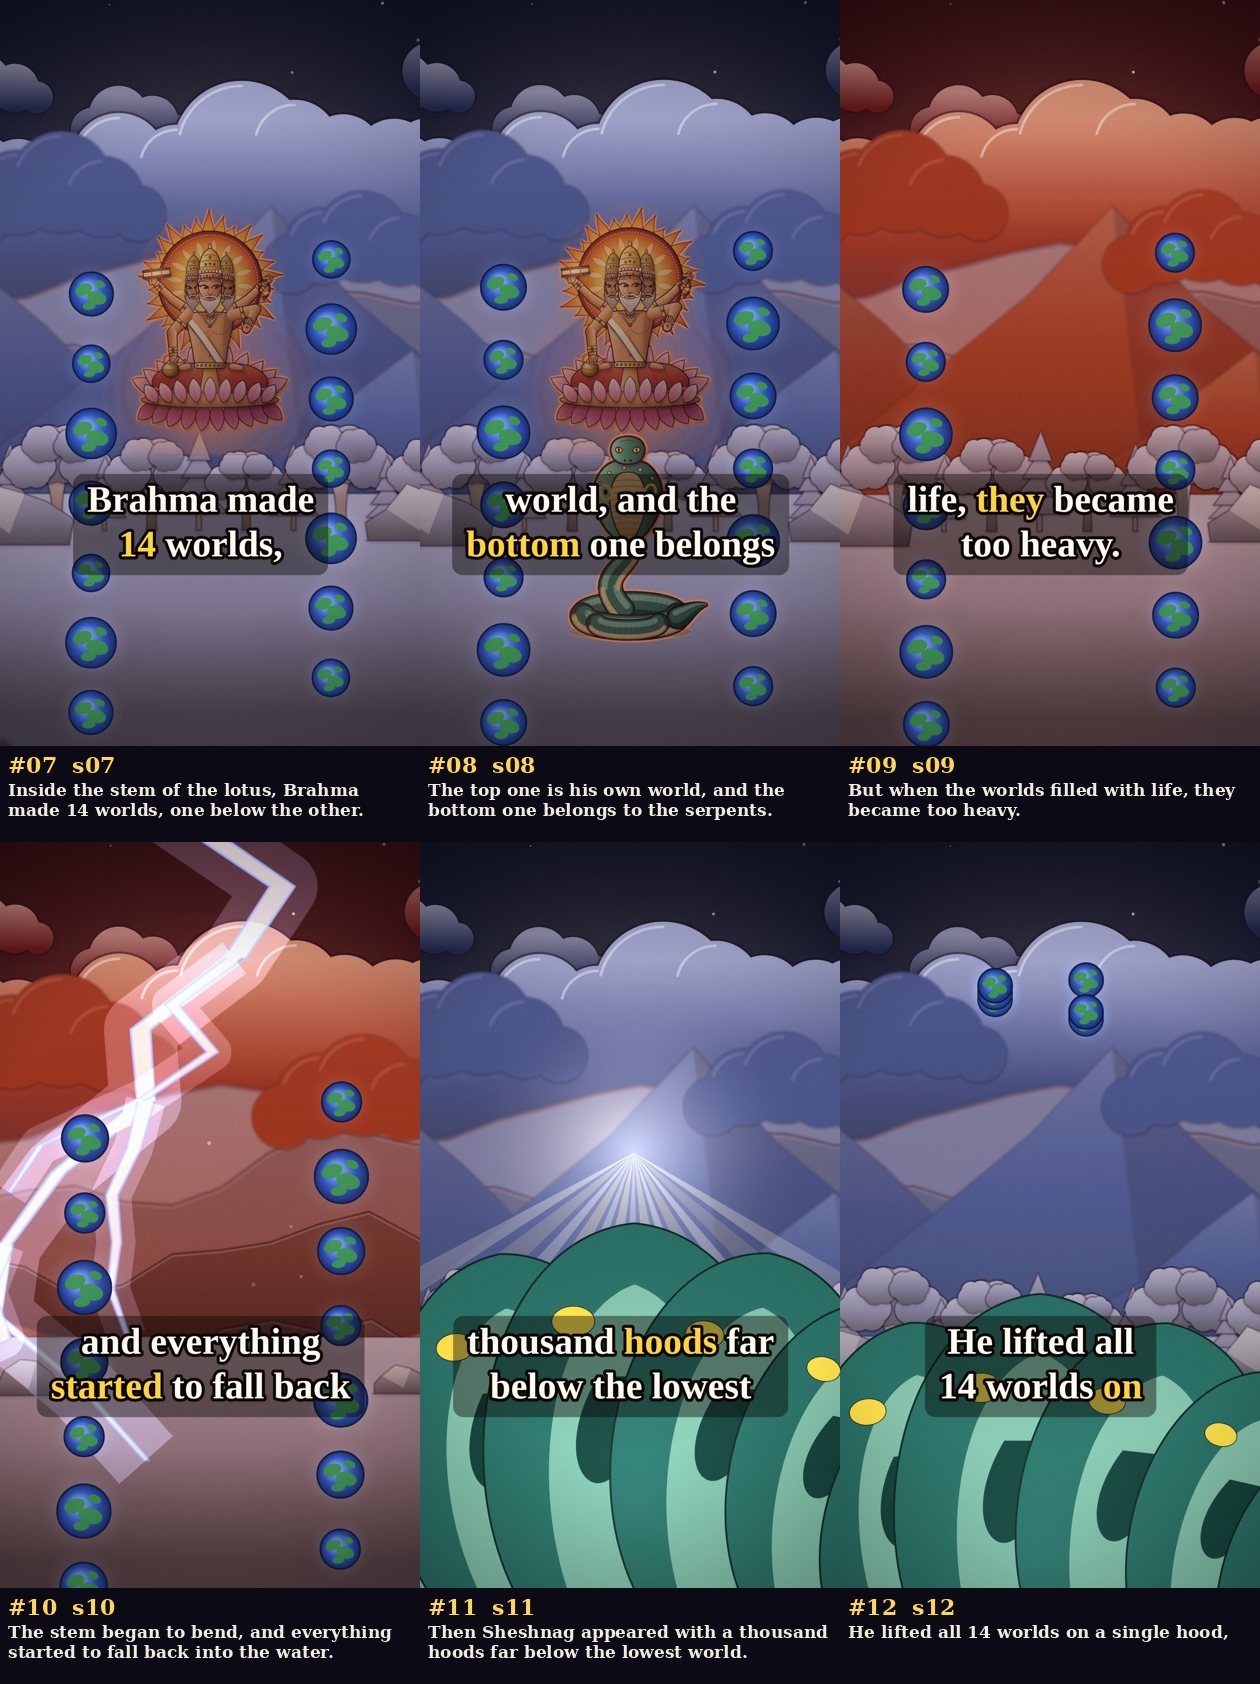 Brahma made
14 worlds,
#07 s07
Inside the stem of the lotus, Brahma
made 14 worlds, one below the other.
world, and the
bottom one belongs
#08 s08
The top one is his own world, and the
bottom one belongs to the serpents.
life, they became
too heavy.
#09 s09
But when the worlds filled with life, they
became too heavy.
and everything
started to fall back
#10 s10
The stem began to bend, and everything
started to fall back into the water.
thousand hoods far
below the lowest
#11 s11
Then Sheshnag appeared with a thousand
hoods far below the lowest world.
He lifted all
14 worlds on
#12 s12
He lifted all 14 worlds on a single hood,